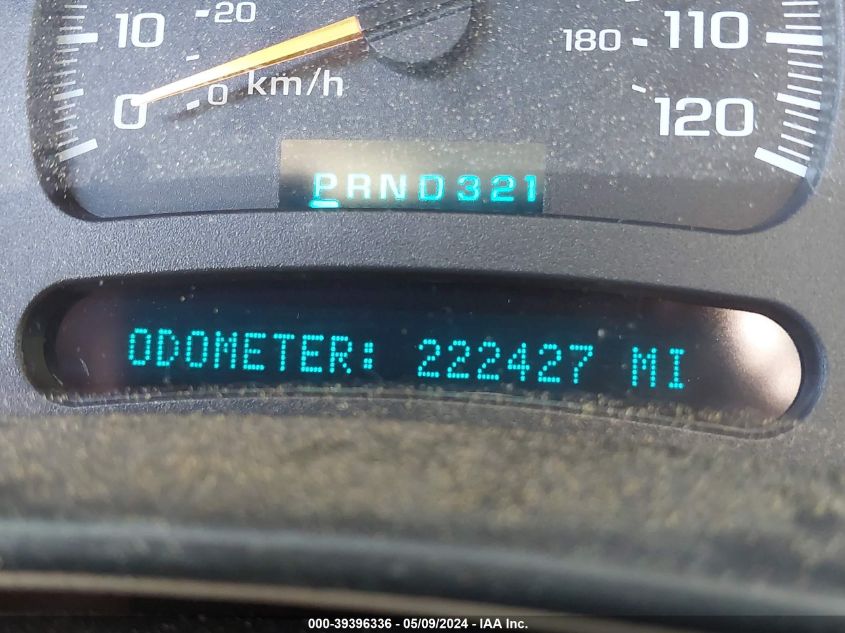 10 20 180 110
0 0 km/h 120
PRND321
ODOMETER: 222427 MI
000-39396336 - 05/09/2024 - IAA Inc.